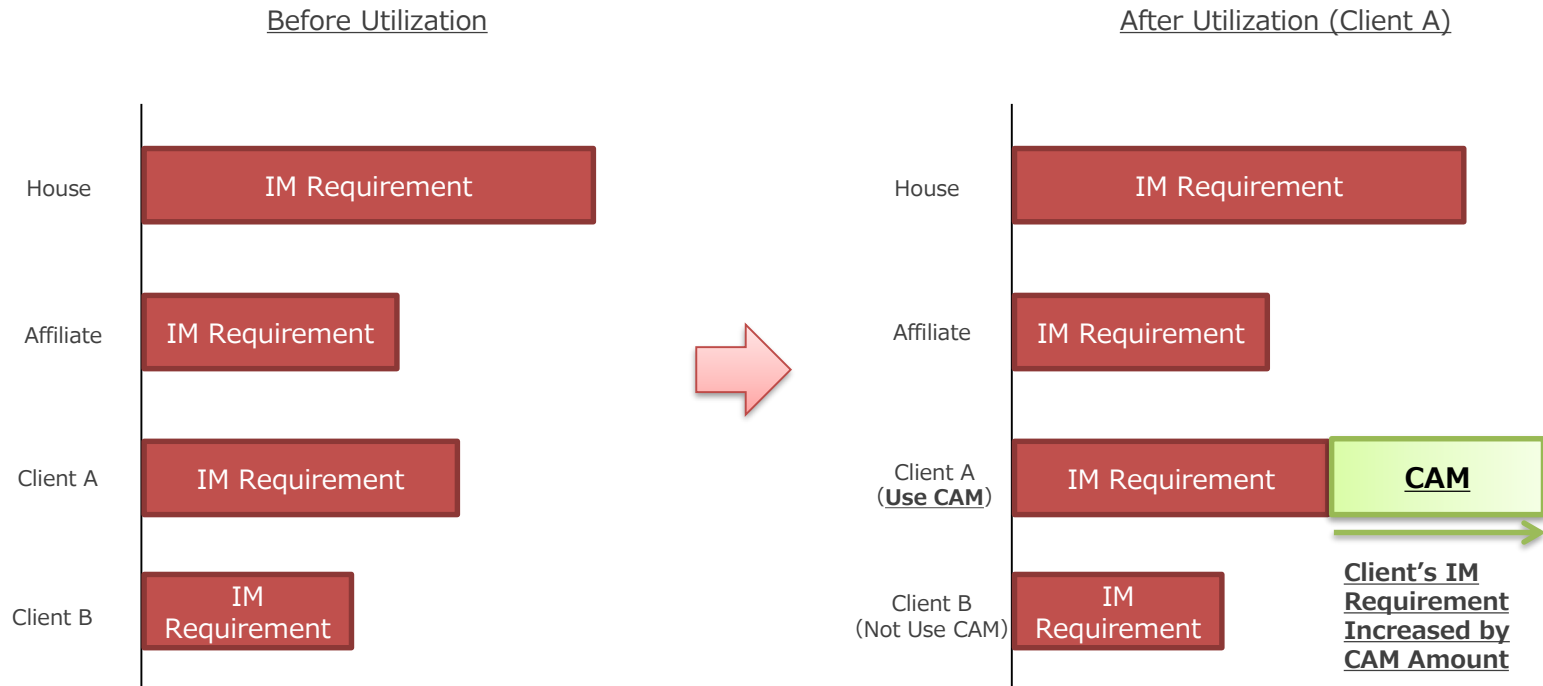 Before Utilization
House
IM Requirement
Affiliate
IM Requirement
Client A
IM Requirement
Client B
IM
Requirement
After Utilization (Client A)
House
IM Requirement
Affiliate
IM Requirement
Client A
(Use CAM)
IM Requirement
CAM
Client B
(Not Use CAM)
IM
Requirement
Client’s IM
Requirement
Increased by
CAM Amount